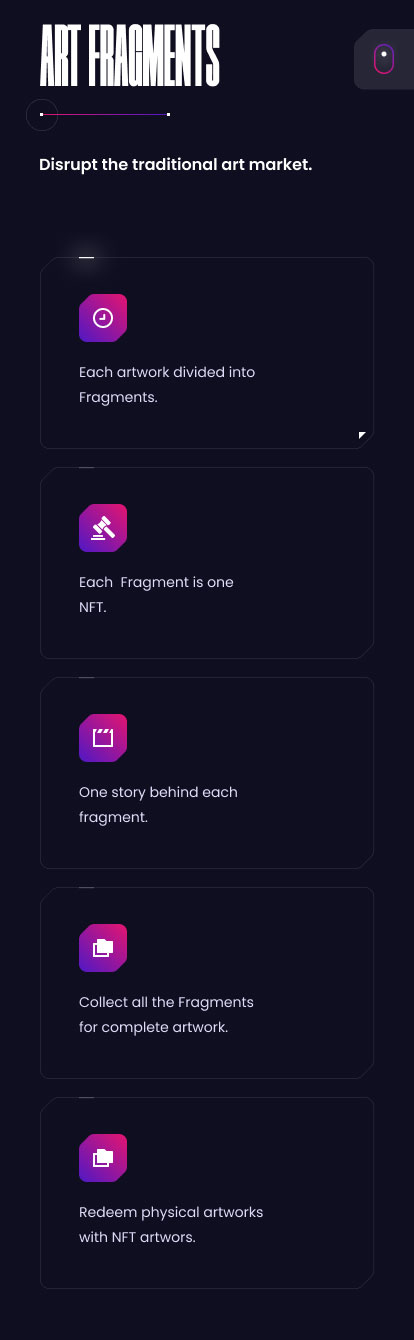 ART FRAGMENTS
Disrupt the traditional art market.
Each artwork divided into
Fragments.
Each  Fragment is one
NFT.
One story behind each
fragment.
Collect all the Fragments
for complete artwork.
Redeem physical artworks
with NFT artwors.